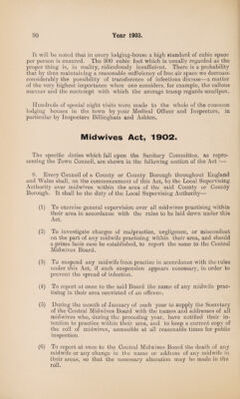 50 Year 1903.
It will be noted that in every lodging-house a high standard of cubic space
per person is ensured. The 300 cubic feet which is usually regarded as the
proper thing is, in reality, ridiculously insufficient. There is a probability
that by thus maintaining a reasonable sufficiency of free air space we decrease
considerably the possibility of transference of infectious disease—a matter
of the very highest importance when one considers, for example, the callous
manner and the contempt with which the average tramp regards smallpox.
Hundreds of special night visits were made to the whole of the common
lodging houses in the town by your Medical Officer and Inspectors, in
particular by Inspectors Billingham and Ashken.
Midwives Act, 1902.
The specific duties which fall upon the Sanitary Committee, as repre-
senting the Town Council, are shown in the following section of the Act :—
8. Every Council of a County or County Borough throughout England
and Wales shall, on the commencement of this Act, be the Local Supervising
Authority over midwives within the area of the said County or County
Borough. It shall be the duty of the Local Supervising Authority—
(1) To exercise general supervision over all midwives practising within
their area in accordance with the rules to be laid down under this
Act.
(2) To investigate charges of malpractice, negligence, or misconduct
on the part of any midwife practising within their area, and should
a prima facie case be established, to report the same to the Central
Midwives Board.
(3) To suspend any midwife from practice in accordance with the rules
under this Act, if such suspension appears necessary, in order to
prevent the spread of infection.
(4) To report at once to the said Board the name of any midwife prac-
tising in their area convicted of an offence.
(5) During the month of January of each year to supply the Secretary
of the Central Midwives Board with the names and addresses of all
midwives who, during the preceding year, have notified their in-
tention to practice within their area, and to keep a current copy of
the roll of midwives, accessible at all reasonable times for public
inspection.
(6) To report at once to the Central Midwives Board the death of any
midwife or any change in the name or address of any midwife in
their areas, so that the necessary alteration may be made in the
roll.